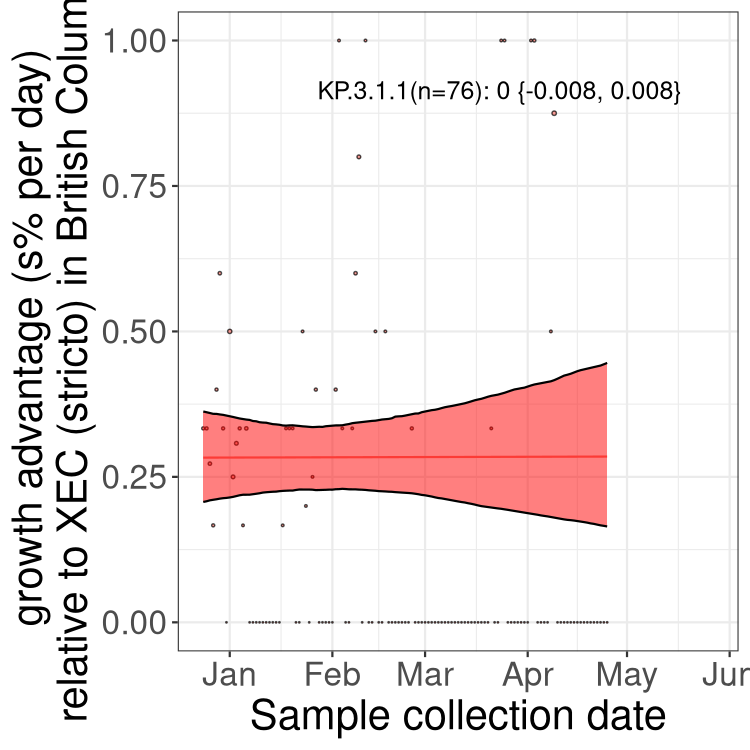 growth advantage (s% per day)
relative to XEC (stricto) in British Colum
1.00
0.75
0.50
0.25
0.00
KP.3.1.1(n=76): 0 {-0.008, 0.008}
Jan Feb Mar Apr May Jun
Sample collection date